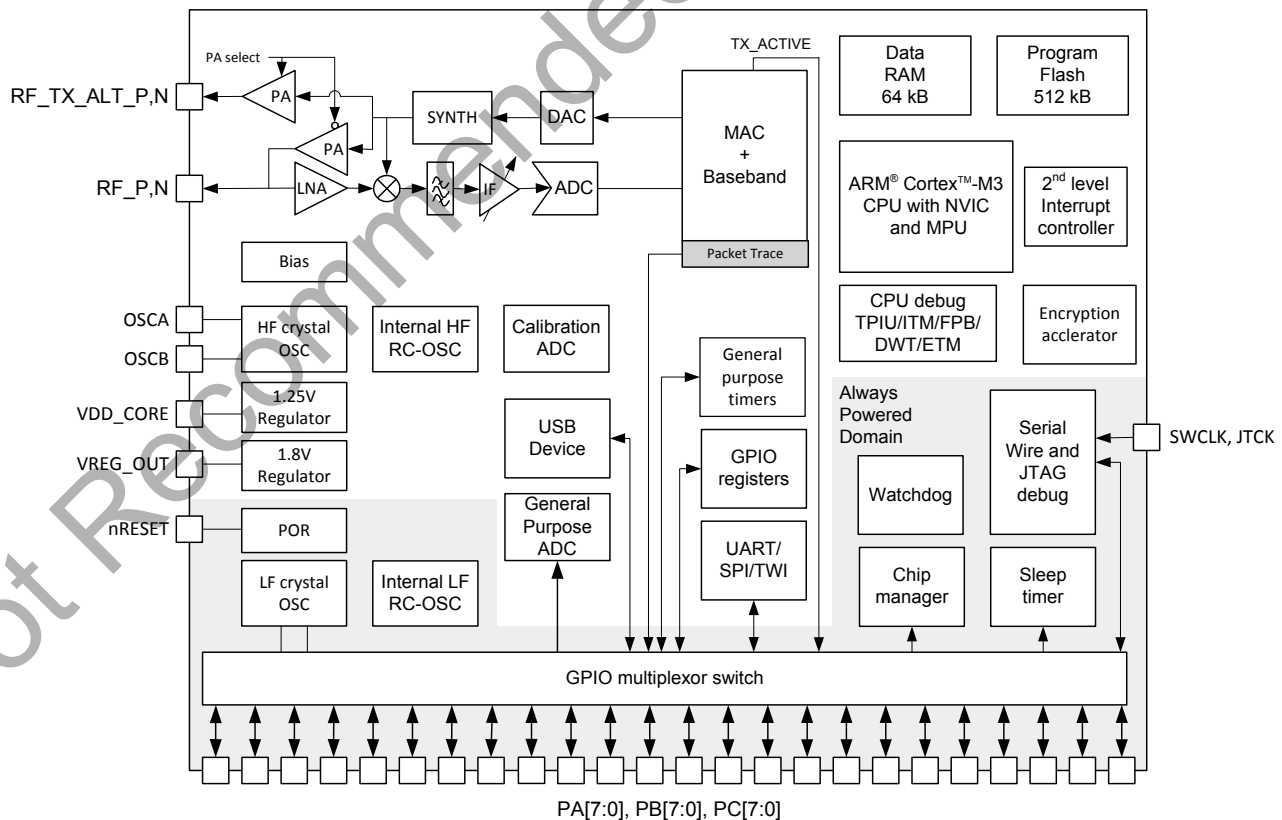 TX_ACTIVE
PA select
RF_TX_ALT_P,N
PA
SYNTH
DAC
MAC
+
Baseband
Data
RAM
64 kB
Program
Flash
512 kB
PA
RF_P,N
LNA
IF
ADC
ARM® Cortex™-M3
CPU with NVIC
and MPU
2nd level
Interrupt
controller
Packet Trace
Bias
OSCA
OSCB
HF crystal
OSC
Internal HF
RC-OSC
Calibration
ADC
CPU debug
TPIU/ITM/FPB/
DWT/ETM
Encryption
acclerator
General
purpose
timers
VDD_CORE
1.25V
Regulator
USB
Device
Always
Powered
Domain
Serial
Wire and
JTAG
debug
SWCLK, JTCK
VREG_OUT
1.8V
Regulator
GPIO
registers
Watchdog
nRESET
POR
General
Purpose
ADC
UART/
SPI/TWI
LF crystal
OSC
Internal LF
RC-OSC
Chip
manager
Sleep
timer
GPIO multiplexor switch
PA[7:0], PB[7:0], PC[7:0]
ot Recommended